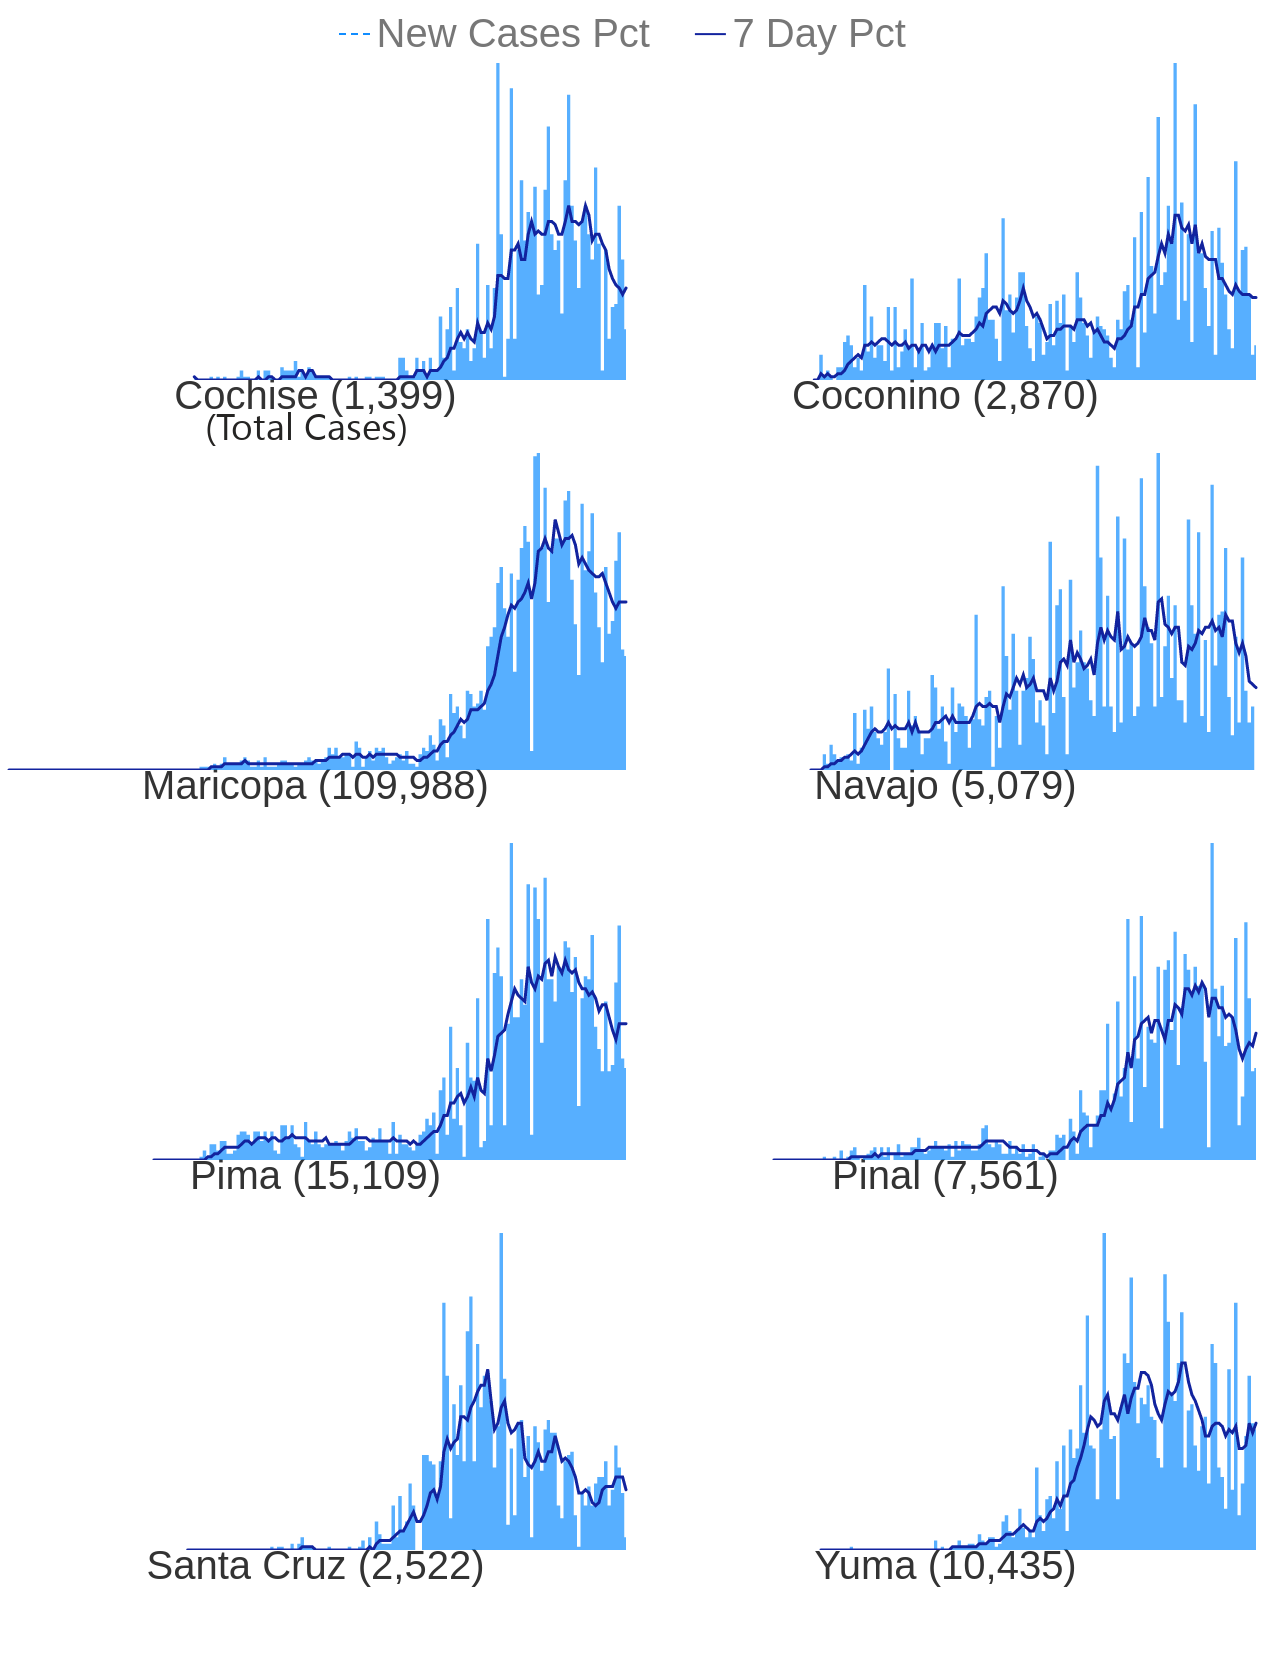 New Cases Pct 7 Day Pct
Cochise (1,399) Coconino (2,870)
(Total Cases)
Maricopa (109,988) Navajo (5,079)
Pima (15,109) Pinal (7,561)
Santa Cruz (2,522) Yuma (10,435)